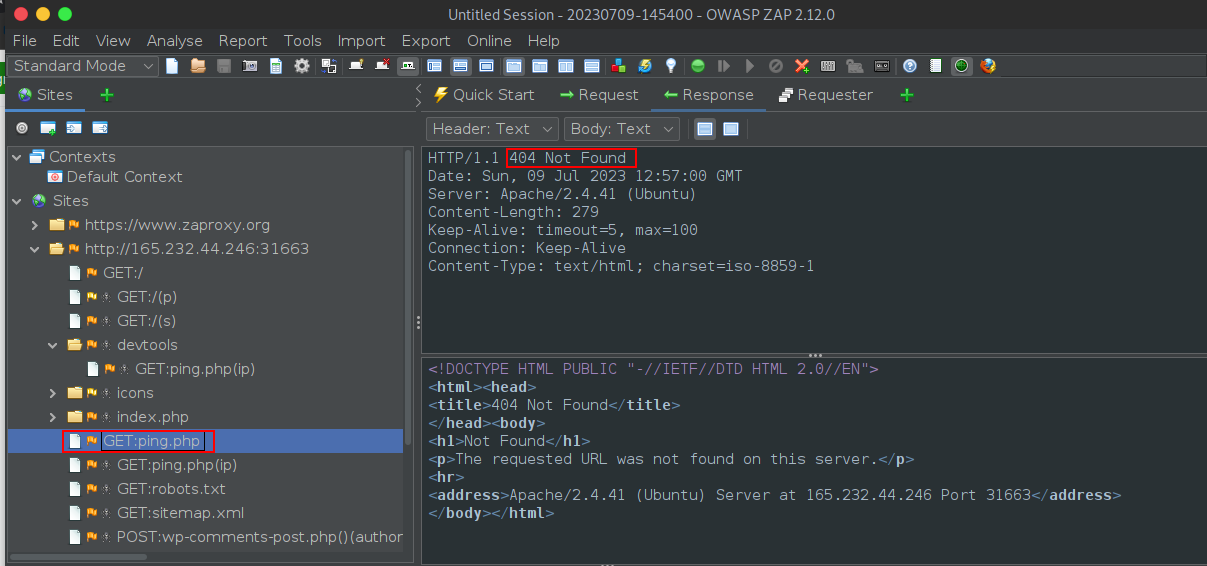 Untitled Session - 20230709-145400 - OWASP ZAP 2.12.0
File Edit View Analyse Report Tools Import Export Online Help
Standard Mode
Sites
Quick Start Request Response Requester
Header: Text Body: Text
Contexts
Default Context
Sites
https://www.zaproxy.org
http://165.232.44.246:31663
GET:/
GET:/(p)
GET:/(s)
devtools
GET:ping.php(ip)
icons
index.php
GET:ping.php
GET:ping.php(ip)
GET:robots.txt
GET:sitemap.xml
POST:wp-comments-post.php()(author
HTTP/1.1 404 Not Found
Date: Sun, 09 Jul 2023 12:57:00 GMT
Server: Apache/2.4.41 (Ubuntu)
Content-Length: 279
Keep-Alive: timeout=5, max=100
Connection: Keep-Alive
Content-Type: text/html; charset=iso-8859-1
<!DOCTYPE HTML PUBLIC "-//IETF//DTD HTML 2.0//EN">
<html><head>
<title>404 Not Found</title>
</head><body>
<h1>Not Found</h1>
<p>The requested URL was not found on this server.</p>
<hr>
<address>Apache/2.4.41 (Ubuntu) Server at 165.232.44.246 Port 31663</address>
</body></html>